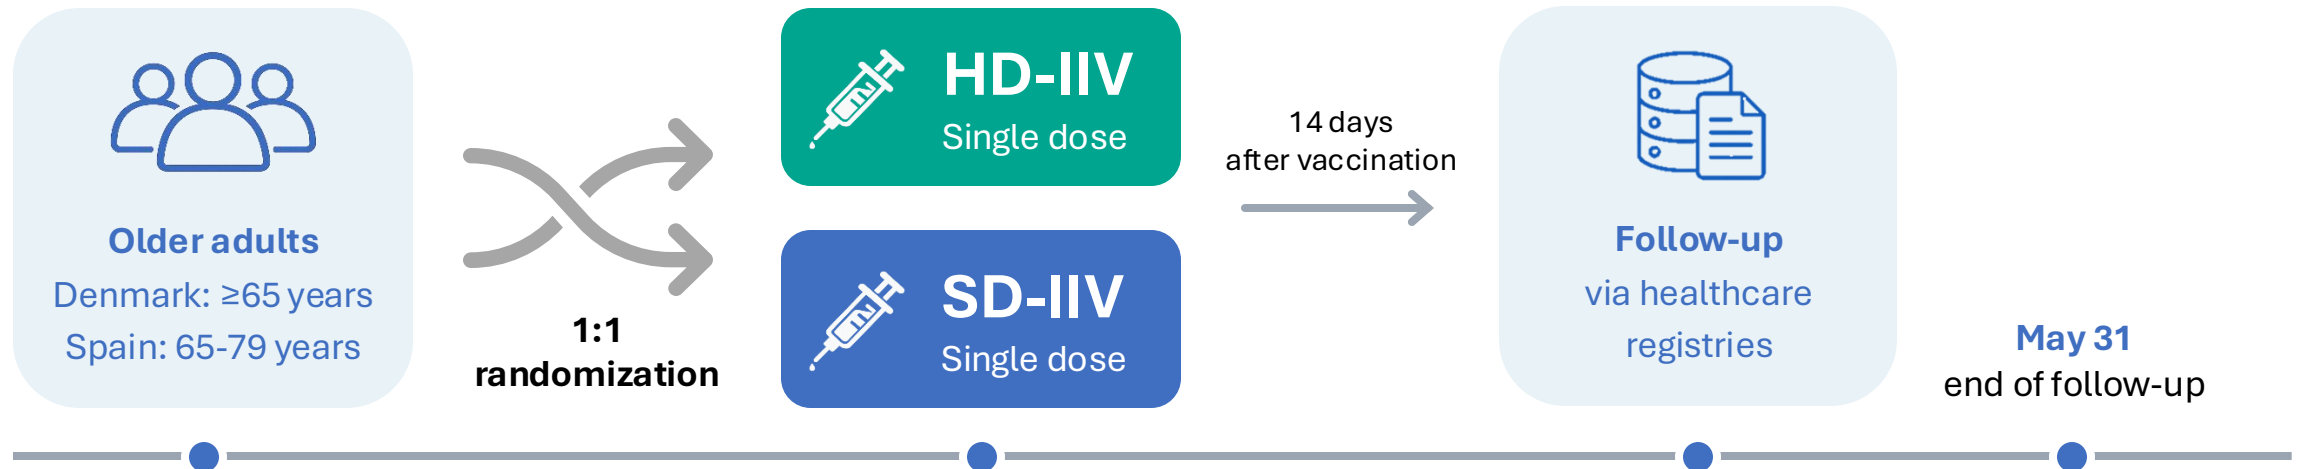 Older adults
Denmark: ≥65 years
Spain: 65-79 years
1:1
randomization
HD-IIV
Single dose
SD-IIV
Single dose
14 days
after vaccination
Follow-up
via healthcare
registries
May 31
end of follow-up